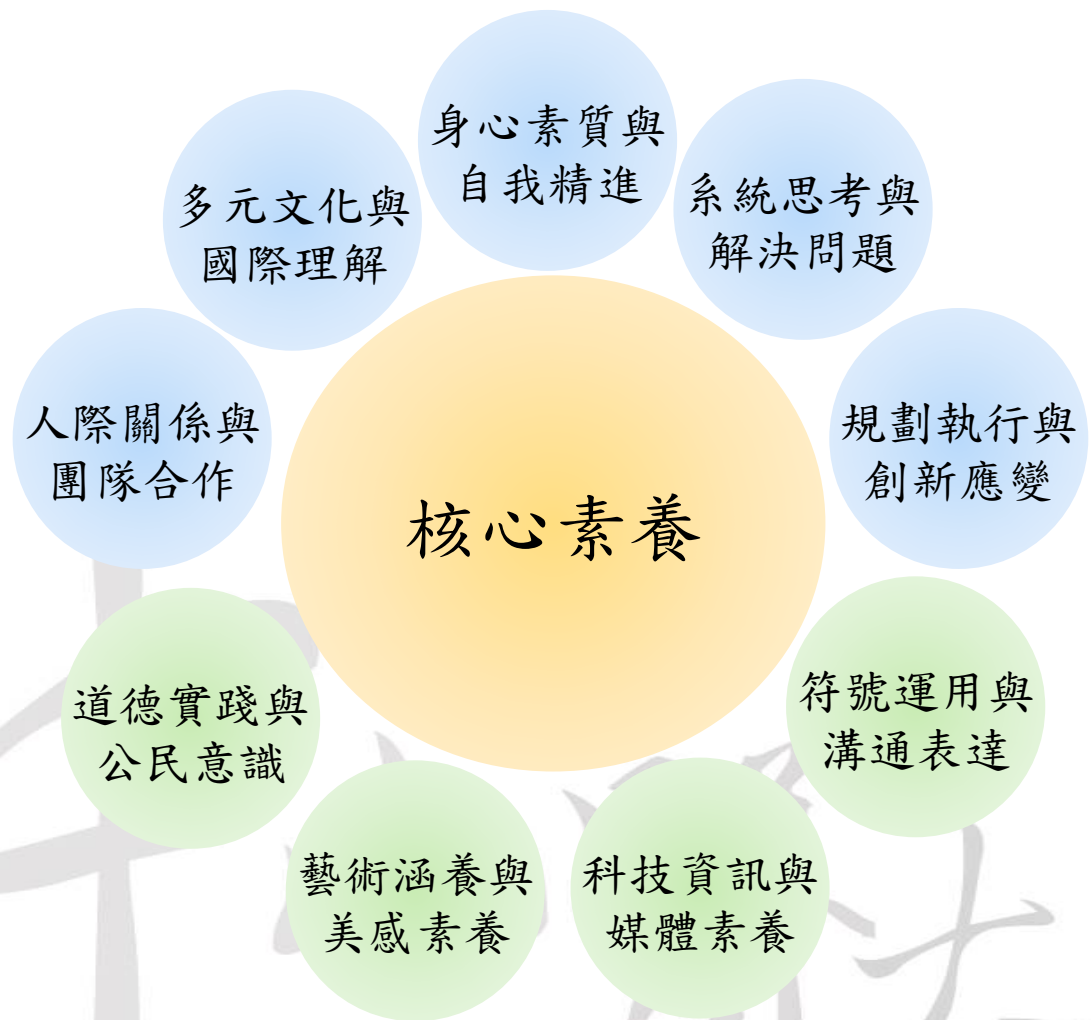 身心素質與
自我精進
系統思考與
解決問題
規劃執行與
創新應變
符號運用與
溝通表達
科技資訊與
媒體素養
藝術涵養與
美感素養
道德實踐與
公民意識
人際關係與
團隊合作
多元文化與
國際理解
核心素養